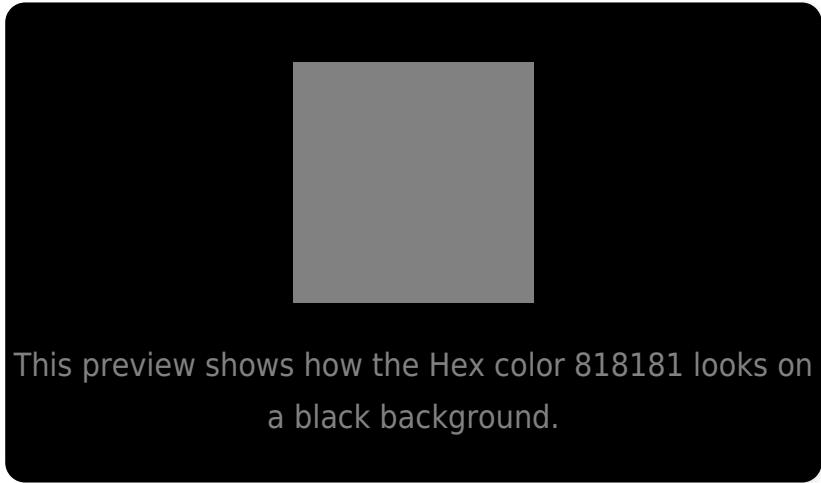 This preview shows how the Hex color 818181 looks on
a black background.